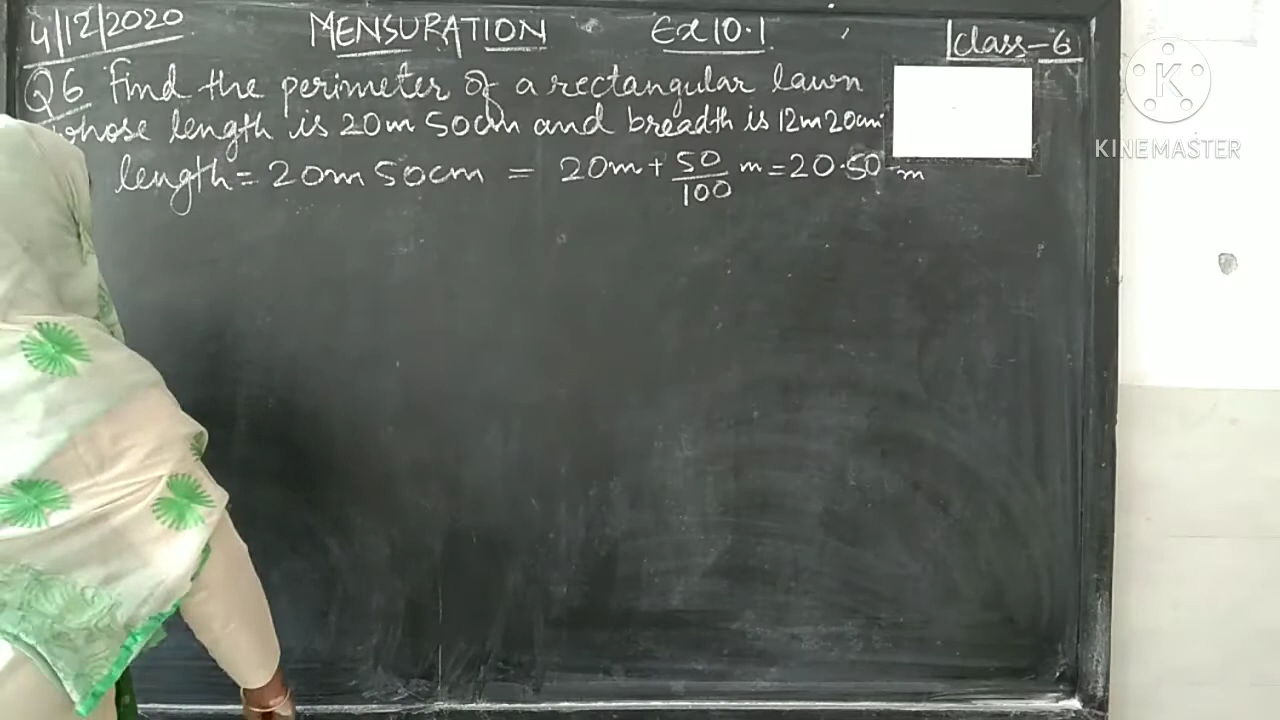 4/12/2020 MENSURATION Ex 10.1 Class-6
Q6 Find the perimeter of a rectangular lawn
whose length is 20m 50cm and breadth is 12m 20cm.
length = 20m 50cm = 20m + 50/100 m = 20.50 m
K
KINEMASTER